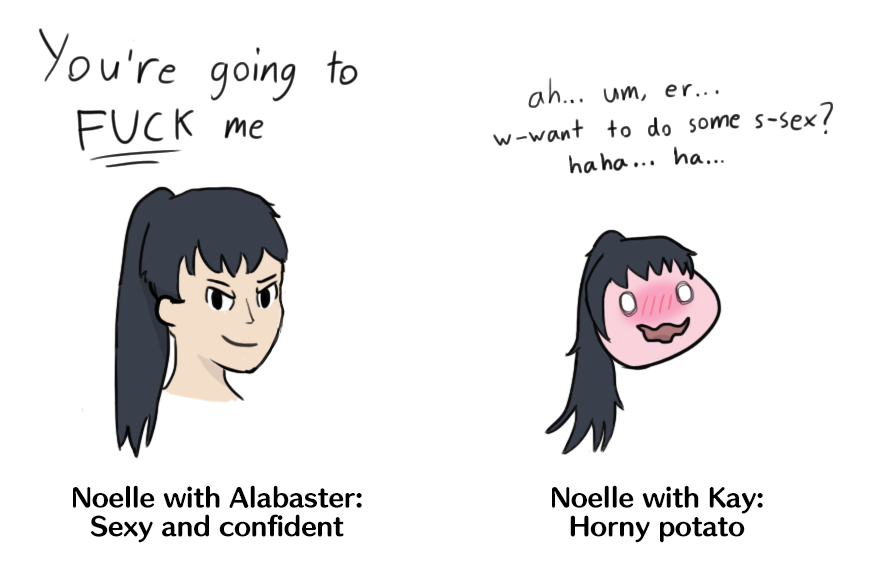 You're going to
FUCK me
ah... um, er...
w-want to do some s-sex?
haha... ha...
Noelle with Alabaster:
Sexy and confident
Noelle with Kay:
Horny potato